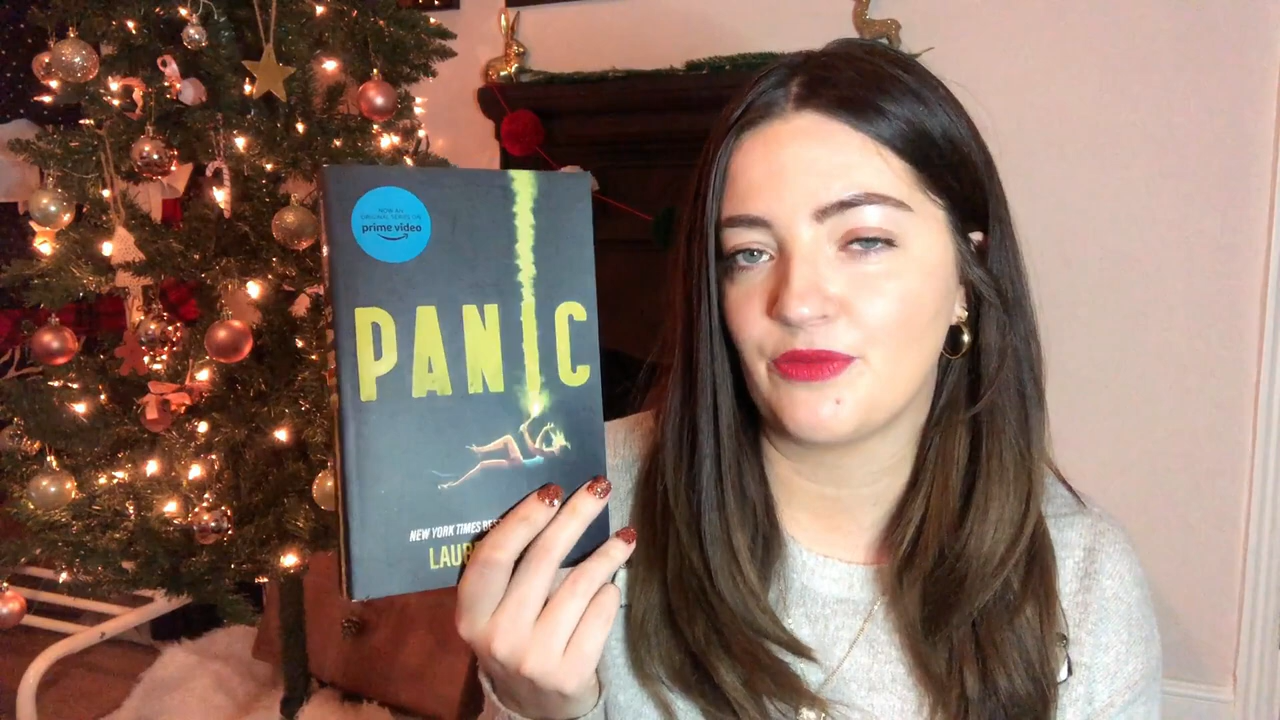 NOW AN
ORIGINAL SERIES ON
prime video
PANIC
NEW YORK TIMES